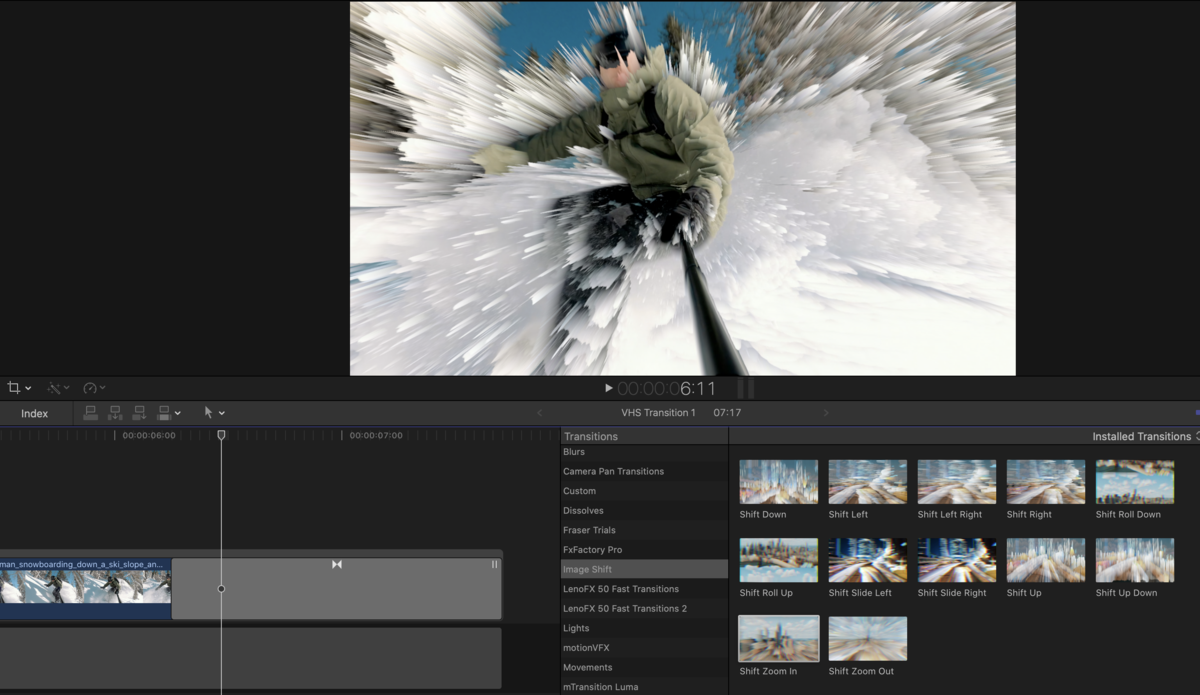 00:00:06:11
Index
VHS Transition 1 07:17
00:00:06:00 00:00:07:00
man_snowboarding_down_a_ski_slope_an...
Transitions
Blurs
Camera Pan Transitions
Custom
Dissolves
Fraser Trials
FxFactory Pro
Image Shift
LenoFX 50 Fast Transitions
LenoFX 50 Fast Transitions 2
Lights
motionVFX
Movements
mTransition Luma
Installed Transitions
Shift Down
Shift Left
Shift Left Right
Shift Right
Shift Roll Down
Shift Roll Up
Shift Slide Left
Shift Slide Right
Shift Up
Shift Up Down
Shift Zoom In
Shift Zoom Out